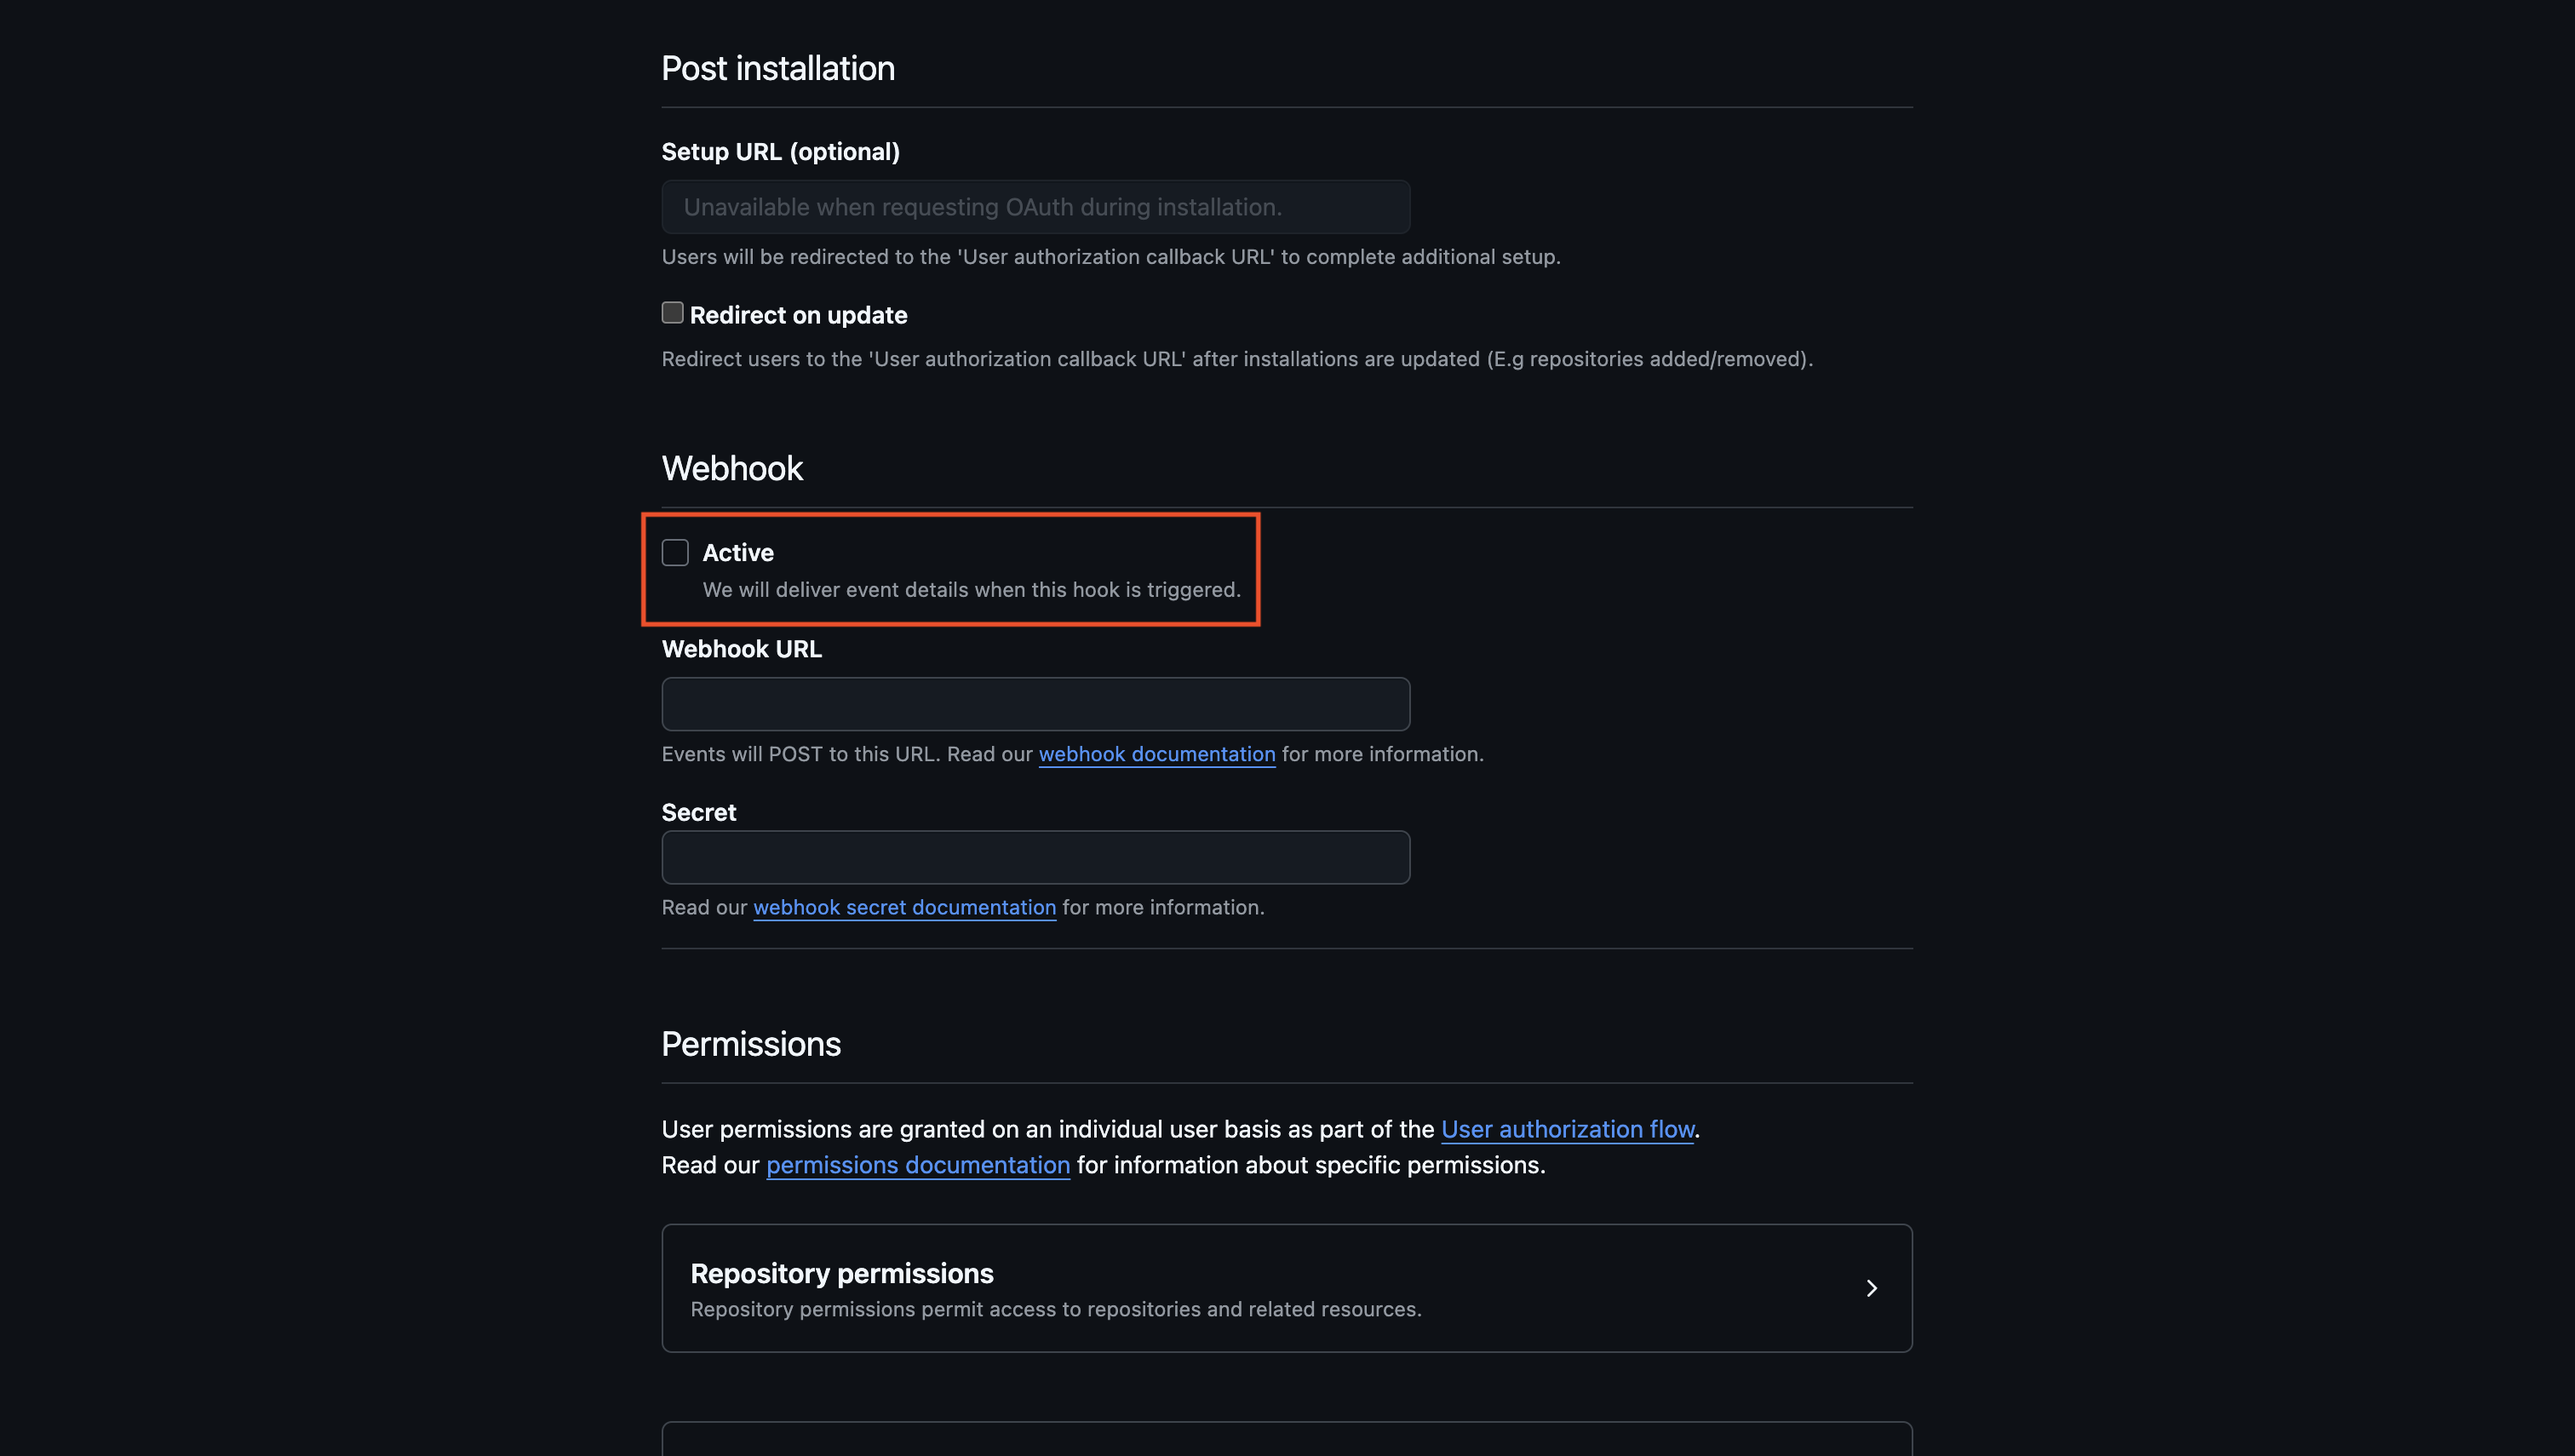 Post installation
Setup URL (optional)
Unavailable when requesting OAuth during installation.
Users will be redirected to the 'User authorization callback URL' to complete additional setup.
Redirect on update
Redirect users to the 'User authorization callback URL' after installations are updated (E.g repositories added/removed).
Webhook
Active
We will deliver event details when this hook is triggered.
Webhook URL
Events will POST to this URL. Read our webhook documentation for more information.
Secret
Read our webhook secret documentation for more information.
Permissions
User permissions are granted on an individual user basis as part of the User authorization flow.
Read our permissions documentation for information about specific permissions.
Repository permissions
Repository permissions permit access to repositories and related resources.